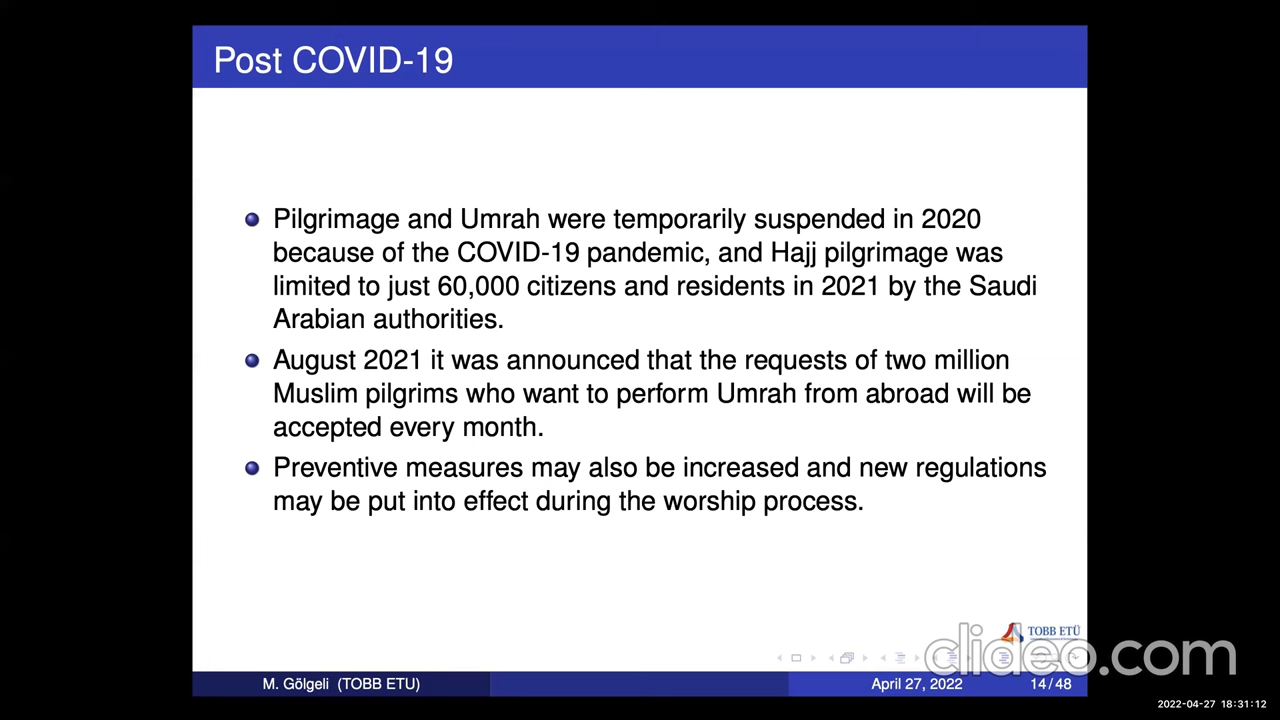 Post COVID-19
Pilgrimage and Umrah were temporarily suspended in 2020
because of the COVID-19 pandemic, and Hajj pilgrimage was
limited to just 60,000 citizens and residents in 2021 by the Saudi
Arabian authorities.
August 2021 it was announced that the requests of two million
Muslim pilgrims who want to perform Umrah from abroad will be
accepted every month.
Preventive measures may also be increased and new regulations
may be put into effect during the worship process.
TOBB ETÜ
clideo.com
M. Gölgeli (TOBB ETU)
April 27, 2022
14/48
2022-04-27 18:31:12